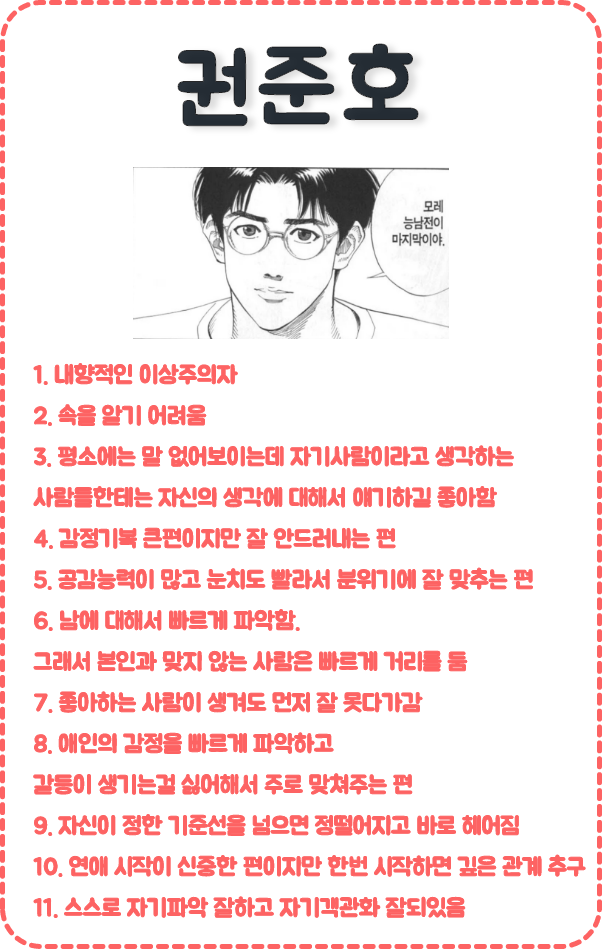 권준호
모레
능남전이
마지막이야.
1. 내향적인 이상주의자
2. 속을 알기 어려움
3. 평소에는 말 없어보이는데 자기사람이라고 생각하는
사람들한테는 자신의 생각에 대해서 얘기하길 좋아함
4. 감정기복 큰편이지만 잘 안드러내는 편
5. 공감능력이 많고 눈치도 빨라서 분위기에 잘 맞추는 편
6. 남에 대해서 빠르게 파악함.
그래서 본인과 맞지 않는 사람은 빠르게 거리를 둠
7. 좋아하는 사람이 생겨도 먼저 잘 못다가감
8. 애인의 감정을 빠르게 파악하고
갈등이 생기는걸 싫어해서 주로 맞쳐주는 편
9. 자신이 정한 기준선을 넘으면 정떨어지고 바로 헤어짐
10. 연애 시작이 신중한 편이지만 한번 시작하면 깊은 관계 추구
11. 스스로 자기파악 잘하고 자기객관화 잘되있음